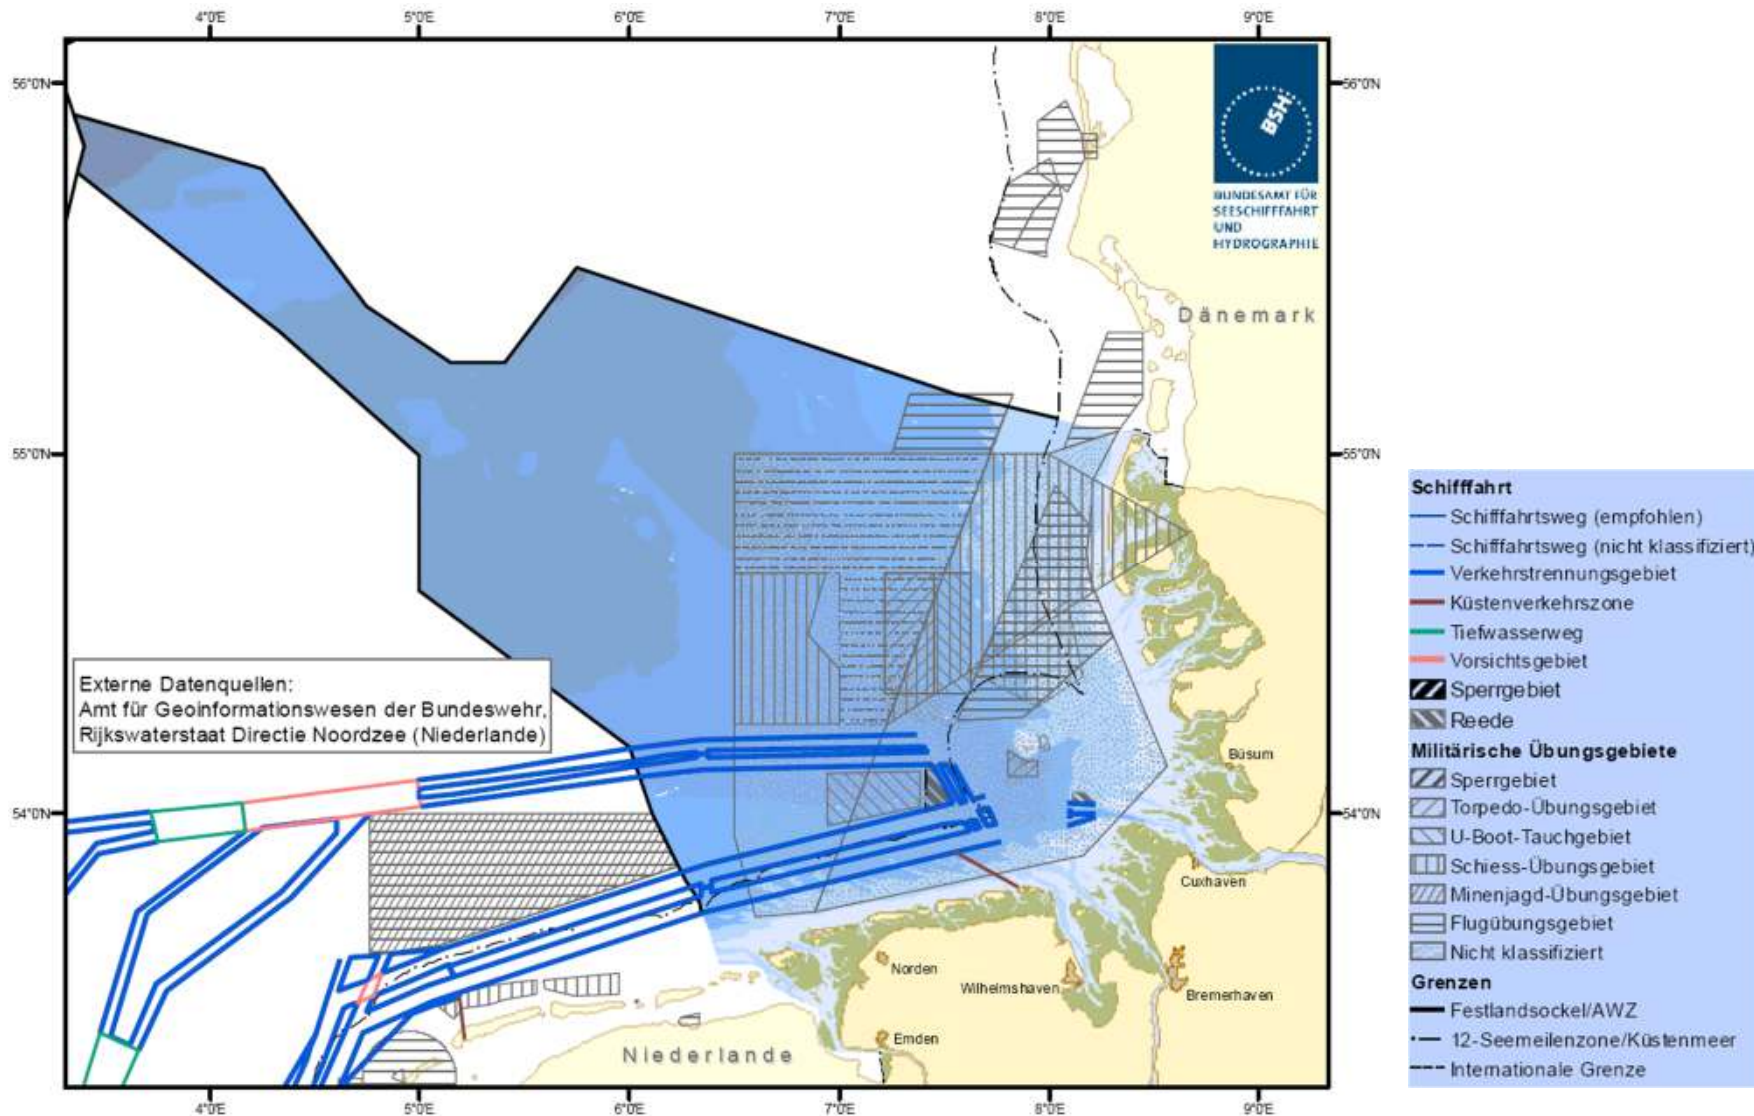 4°0'E 5°0'E 6°0'E 7°0'E 8°0'E 9°0'E
56°0'N 56°0'N
BSH
BUNDESAMT FÜR
SEESCHIFFFAHRT
UND
HYDROGRAPHIE
Dänemark
55°0'N 55°0'N
Externe Datenquellen:
Amt für Geoinformationswesen der Bundeswehr,
Rijkswaterstaat Directie Noordzee (Niederlande)
Büsum
54°0'N 54°0'N
Cuxhaven
Norden
Wilhelmshaven
Bremerhaven
Emden
Niederlande
4°0'E 5°0'E 6°0'E 7°0'E 8°0'E 9°0'E
Schifffahrt
Schifffahrtsweg (empfohlen)
Schifffahrtsweg (nicht klassifiziert)
Verkehrstrennungsgebiet
Küstenverkehrszone
Tiefwasserweg
Vorsichtsgebiet
Sperrgebiet
Reede
Militärische Übungsgebiete
Sperrgebiet
Torpedo-Übungsgebiet
U-Boot-Tauchgebiet
Schiess-Übungsgebiet
Minenjagd-Übungsgebiet
Flugübungsgebiet
Nicht klassifiziert
Grenzen
Festlandsockel/AWZ
12-Seemeilenzone/Küstenmeer
Internationale Grenze